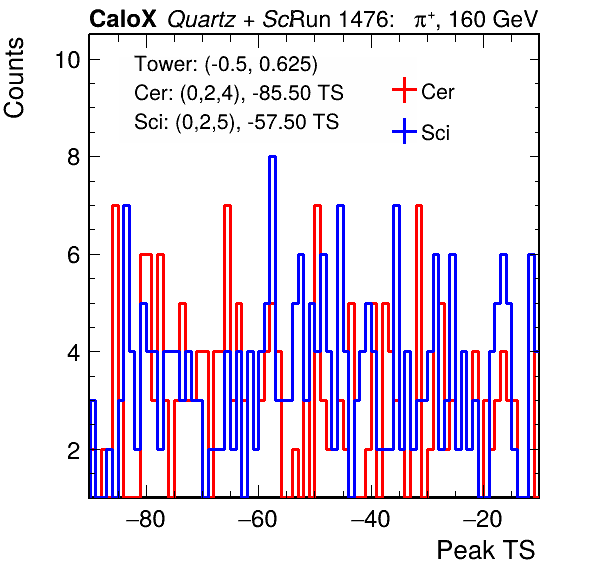 CaloX Quartz + ScRun 1476: π⁺, 160 GeV
Counts
Tower: (-0.5, 0.625)
Cer: (0,2,4), -85.50 TS
Sci: (0,2,5), -57.50 TS
Cer
Sci
10
8
6
4
2
−80 −60 −40 −20
Peak TS